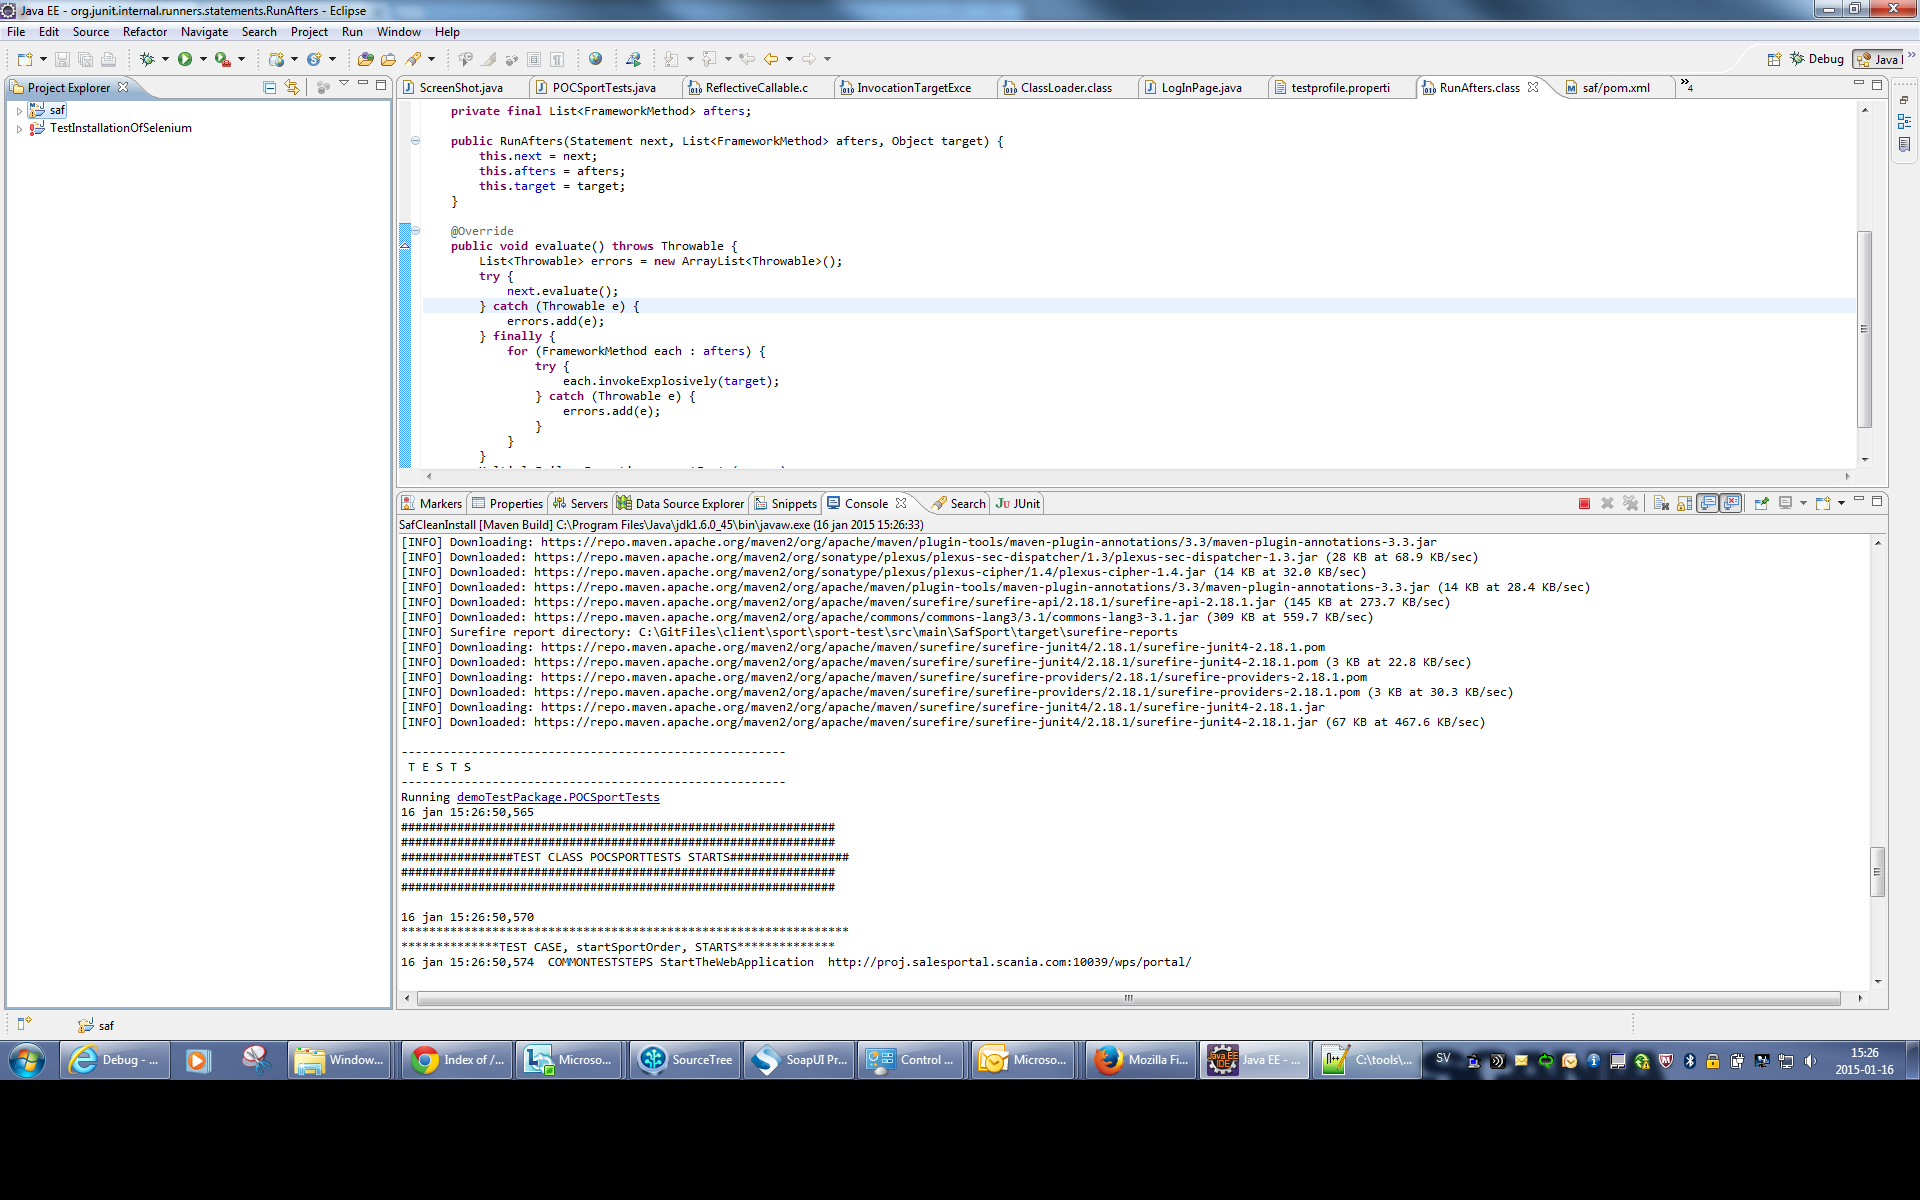 Java EE - org.junit.internal.runners.statements.RunAfters - Eclipse
File Edit Source Refactor Navigate Search Project Run Window Help
Debug Java
Project Explorer
saf
TestInstallationOfSelenium
ScreenShot.java POCSportTests.java ReflectiveCallable.c InvocationTargetExce ClassLoader.class LogInPage.java testprofile.properti RunAfters.class saf/pom.xml 4
private final List<FrameworkMethod> afters;
public RunAfters(Statement next, List<FrameworkMethod> afters, Object target) {
this.next = next;
this.afters = afters;
this.target = target;
}
@Override
public void evaluate() throws Throwable {
List<Throwable> errors = new ArrayList<Throwable>();
try {
next.evaluate();
} catch (Throwable e) {
errors.add(e);
} finally {
for (FrameworkMethod each : afters) {
try {
each.invokeExplosively(target);
} catch (Throwable e) {
errors.add(e);
}
}
}
Markers Properties Servers Data Source Explorer Snippets Console Search JUnit
SafCleanInstall [Maven Build] C:\Program Files\Java\jdk1.6.0_45\bin\javaw.exe (16 jan 2015 15:26:33)
[INFO] Downloading: https://repo.maven.apache.org/maven2/org/apache/maven/plugin-tools/maven-plugin-annotations/3.3/maven-plugin-annotations-3.3.jar
[INFO] Downloaded: https://repo.maven.apache.org/maven2/org/sonatype/plexus/plexus-sec-dispatcher/1.3/plexus-sec-dispatcher-1.3.jar (28 KB at 68.9 KB/sec)
[INFO] Downloaded: https://repo.maven.apache.org/maven2/org/sonatype/plexus/plexus-cipher/1.4/plexus-cipher-1.4.jar (14 KB at 32.0 KB/sec)
[INFO] Downloaded: https://repo.maven.apache.org/maven2/org/apache/maven/plugin-tools/maven-plugin-annotations/3.3/maven-plugin-annotations-3.3.jar (14 KB at 28.4 KB/sec)
[INFO] Downloaded: https://repo.maven.apache.org/maven2/org/apache/maven/surefire/surefire-api/2.18.1/surefire-api-2.18.1.jar (145 KB at 273.7 KB/sec)
[INFO] Downloaded: https://repo.maven.apache.org/maven2/org/apache/commons/commons-lang3/3.1/commons-lang3-3.1.jar (309 KB at 559.7 KB/sec)
[INFO] Surefire report directory: C:\GitFiles\client\sport\sport-test\src\main\SafSport\target\surefire-reports
[INFO] Downloading: https://repo.maven.apache.org/maven2/org/apache/maven/surefire/surefire-junit4/2.18.1/surefire-junit4-2.18.1.pom
[INFO] Downloaded: https://repo.maven.apache.org/maven2/org/apache/maven/surefire/surefire-junit4/2.18.1/surefire-junit4-2.18.1.pom (3 KB at 22.8 KB/sec)
[INFO] Downloading: https://repo.maven.apache.org/maven2/org/apache/maven/surefire/surefire-providers/2.18.1/surefire-providers-2.18.1.pom
[INFO] Downloaded: https://repo.maven.apache.org/maven2/org/apache/maven/surefire/surefire-providers/2.18.1/surefire-providers-2.18.1.pom (3 KB at 30.3 KB/sec)
[INFO] Downloading: https://repo.maven.apache.org/maven2/org/apache/maven/surefire/surefire-junit4/2.18.1/surefire-junit4-2.18.1.jar
[INFO] Downloaded: https://repo.maven.apache.org/maven2/org/apache/maven/surefire/surefire-junit4/2.18.1/surefire-junit4-2.18.1.jar (67 KB at 467.6 KB/sec)
-------------------------------------------------------
T E S T S
-------------------------------------------------------
Running demoTestPackage.POCSportTests
16 jan 15:26:50,565
##############################################################
##############################################################
################TEST CLASS POCSPORTTESTS STARTS#################
##############################################################
##############################################################
16 jan 15:26:50,570
****************************************************************
**************TEST CASE, startSportOrder, STARTS**************
16 jan 15:26:50,574 COMMONTESTSTEPS StartTheWebApplication http://proj.salesportal.scania.com:10039/wps/portal/
saf
Debug - ... Window... Index of /... Microso... SourceTree SoapUI Pr... Control ... Microso... Mozilla Fi... Java EE - ... C:\tools\... SV 15:26
2015-01-16